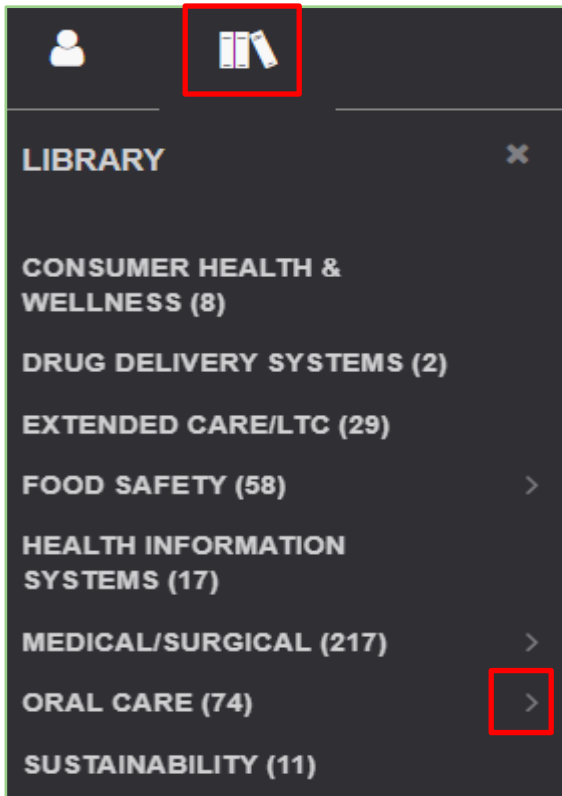 LIBRARY
CONSUMER HEALTH &
WELLNESS (8)
DRUG DELIVERY SYSTEMS (2)
EXTENDED CARE/LTC (29)
FOOD SAFETY (58)
HEALTH INFORMATION
SYSTEMS (17)
MEDICAL/SURGICAL (217)
ORAL CARE (74)
SUSTAINABILITY (11)